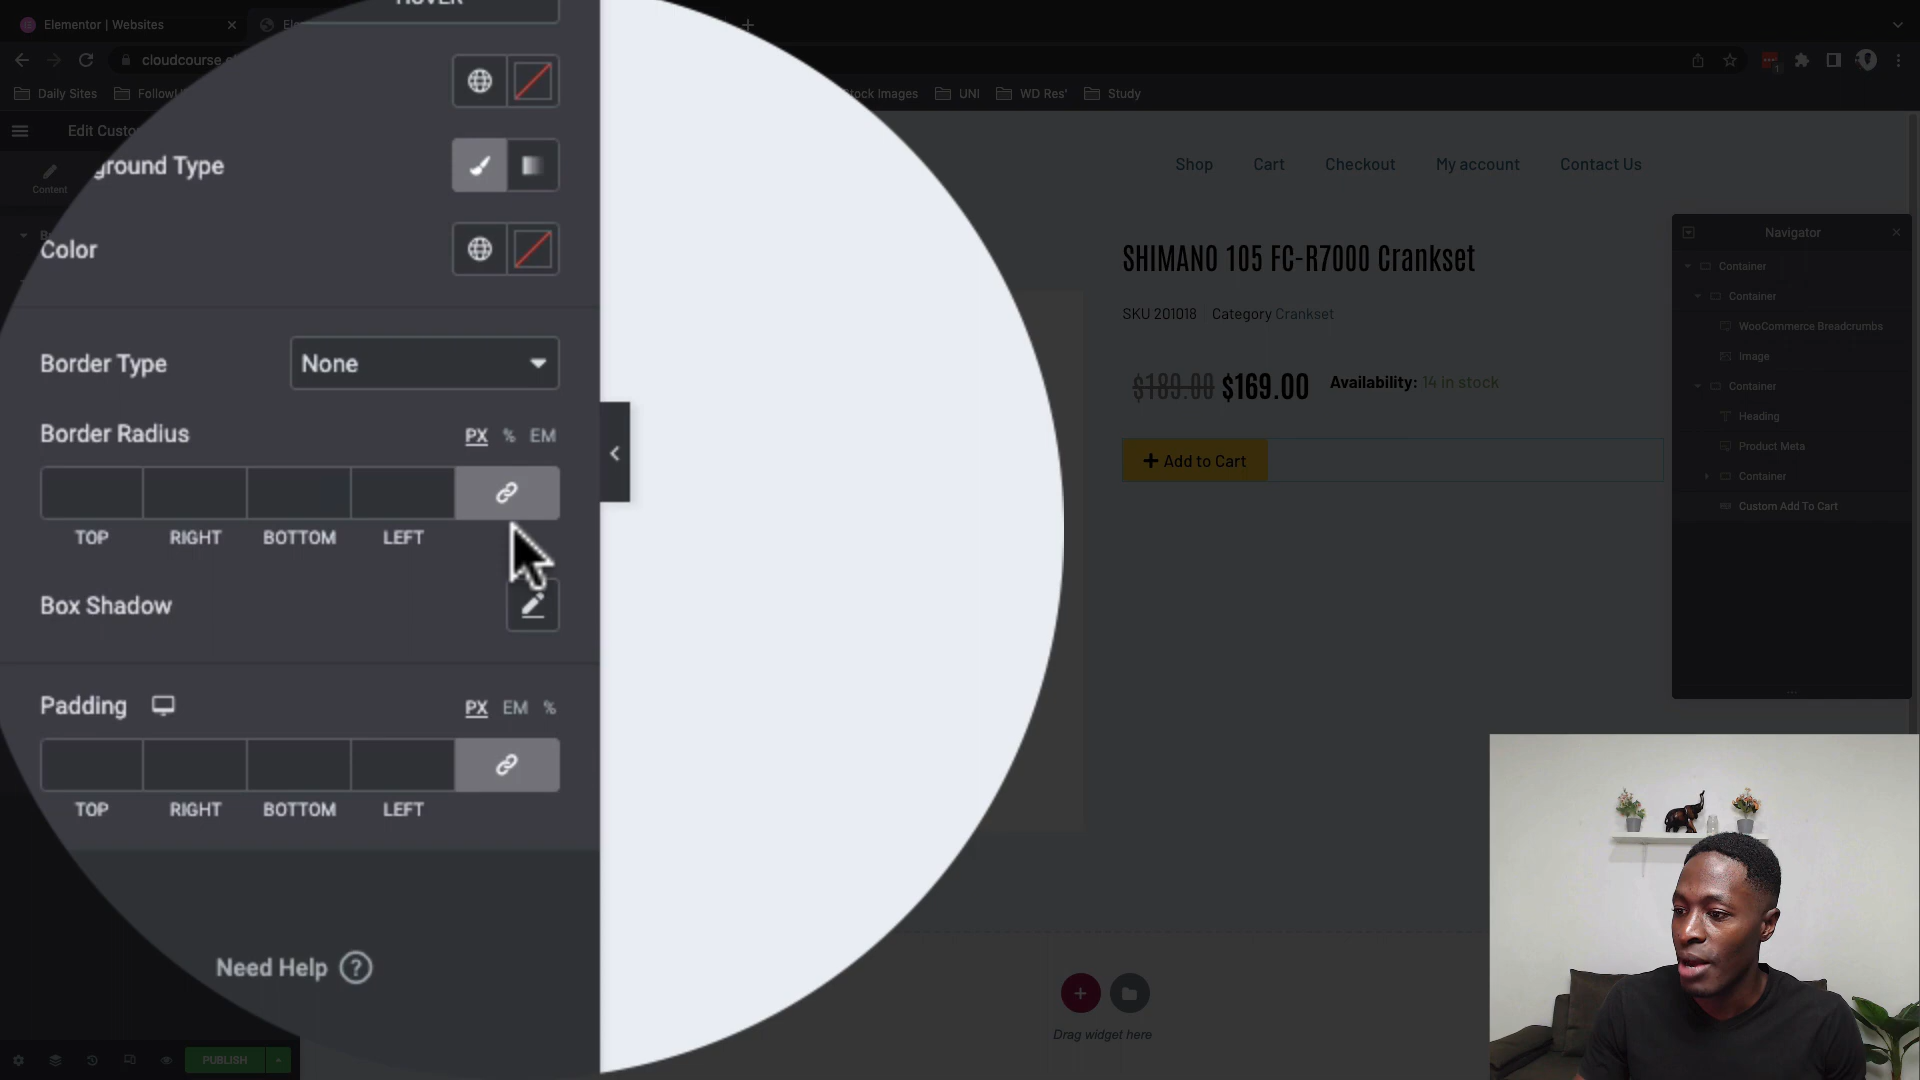 Elementor | Websites
cloudcourse.
Daily Sites
Stock Images
UNI
WD Res'
Study
HOVER
Content
Color
Border Type
None
Border Radius
PX
%
EM
TOP
RIGHT
BOTTOM
LEFT
Box Shadow
Padding
PX
EM
%
TOP
RIGHT
BOTTOM
LEFT
Need Help
PUBLISH
Shop
Cart
Checkout
My account
Contact Us
SHIMANO 105 FC-R7000 Crankset
SKU 201018
Category Crankset
$189.00 $169.00
Availability: 14 in stock
Add to Cart
Drag widget here
Navigator
Container
Container
WooCommerce Breadcrumbs
Image
Container
Heading
Product Meta
Container
Custom Add To Cart